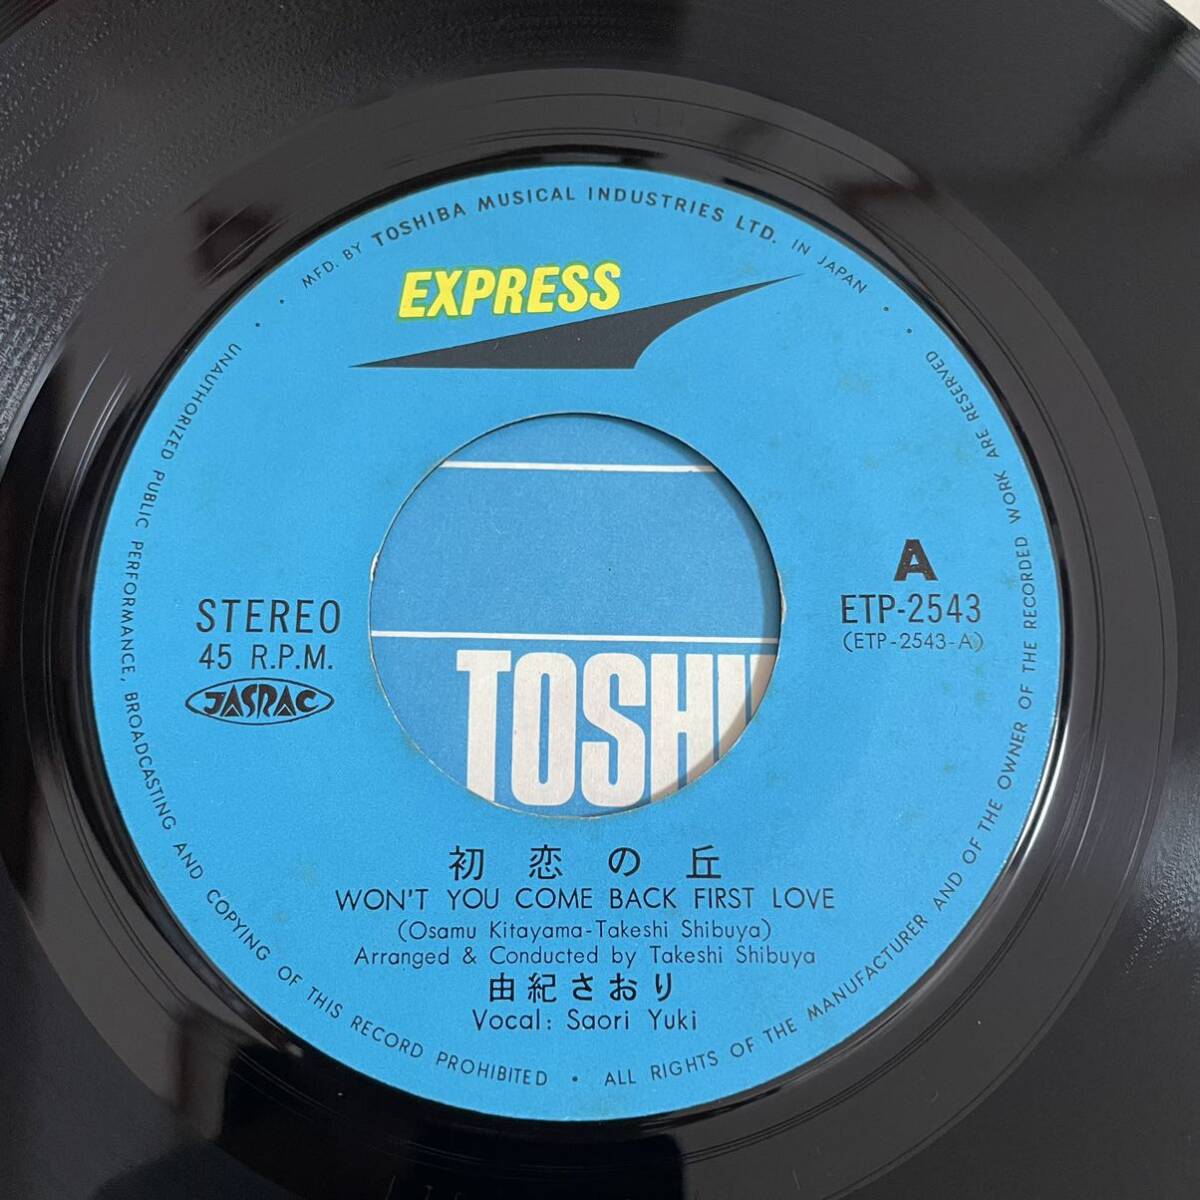 MFD. BY TOSHIBA MUSICAL INDUSTRIES LTD. IN JAPAN
EXPRESS
A
ETP-2543
(ETP-2543-A)
STEREO
45 R.P.M.
JASRAC
TOSHI
初恋の丘
WON'T YOU COME BACK FIRST LOVE
(Osamu Kitayama-Takeshi Shibuya)
Arranged & Conducted by Takeshi Shibuya
由紀さおり
Vocal: Saori Yuki
UNAUTHORIZED PUBLIC PERFORMANCE, BROADCASTING AND COPYING OF THIS RECORD PROHIBITED • ALL RIGHTS OF THE MANUFACTURER AND OF THE OWNER OF THE RECORDED WORK ARE RESERVED